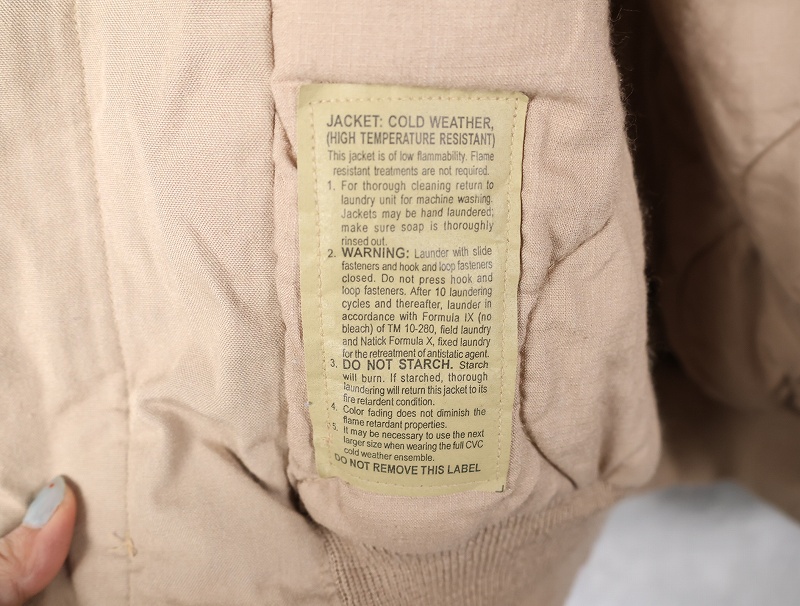 JACKET: COLD WEATHER,
(HIGH TEMPERATURE RESISTANT)
This jacket is of low flammability. Flame
resistant treatments are not required.
1. For thorough cleaning return to
laundry unit for machine washing.
Jackets may be hand laundered;
make sure soap is thoroughly
rinsed out.
2. WARNING: Launder with slide
fasteners and hook and loop fasteners
closed. Do not press hook and
loop fasteners. After 10 laundering
cycles and thereafter, launder in
accordance with Formula IX (no
bleach) of TM 10-280, field laundry
and Natick Formula X, fixed laundry
for the retreatment of antistatic agent.
3. DO NOT STARCH. Starch
will burn. If starched, thorough
laundering will return this jacket to its
fire retardent condition.
4. Color fading does not diminish the
flame retardant properties.
5. It may be necessary to use the next
larger size when wearing the full CVC
cold weather ensemble.
DO NOT REMOVE THIS LABEL